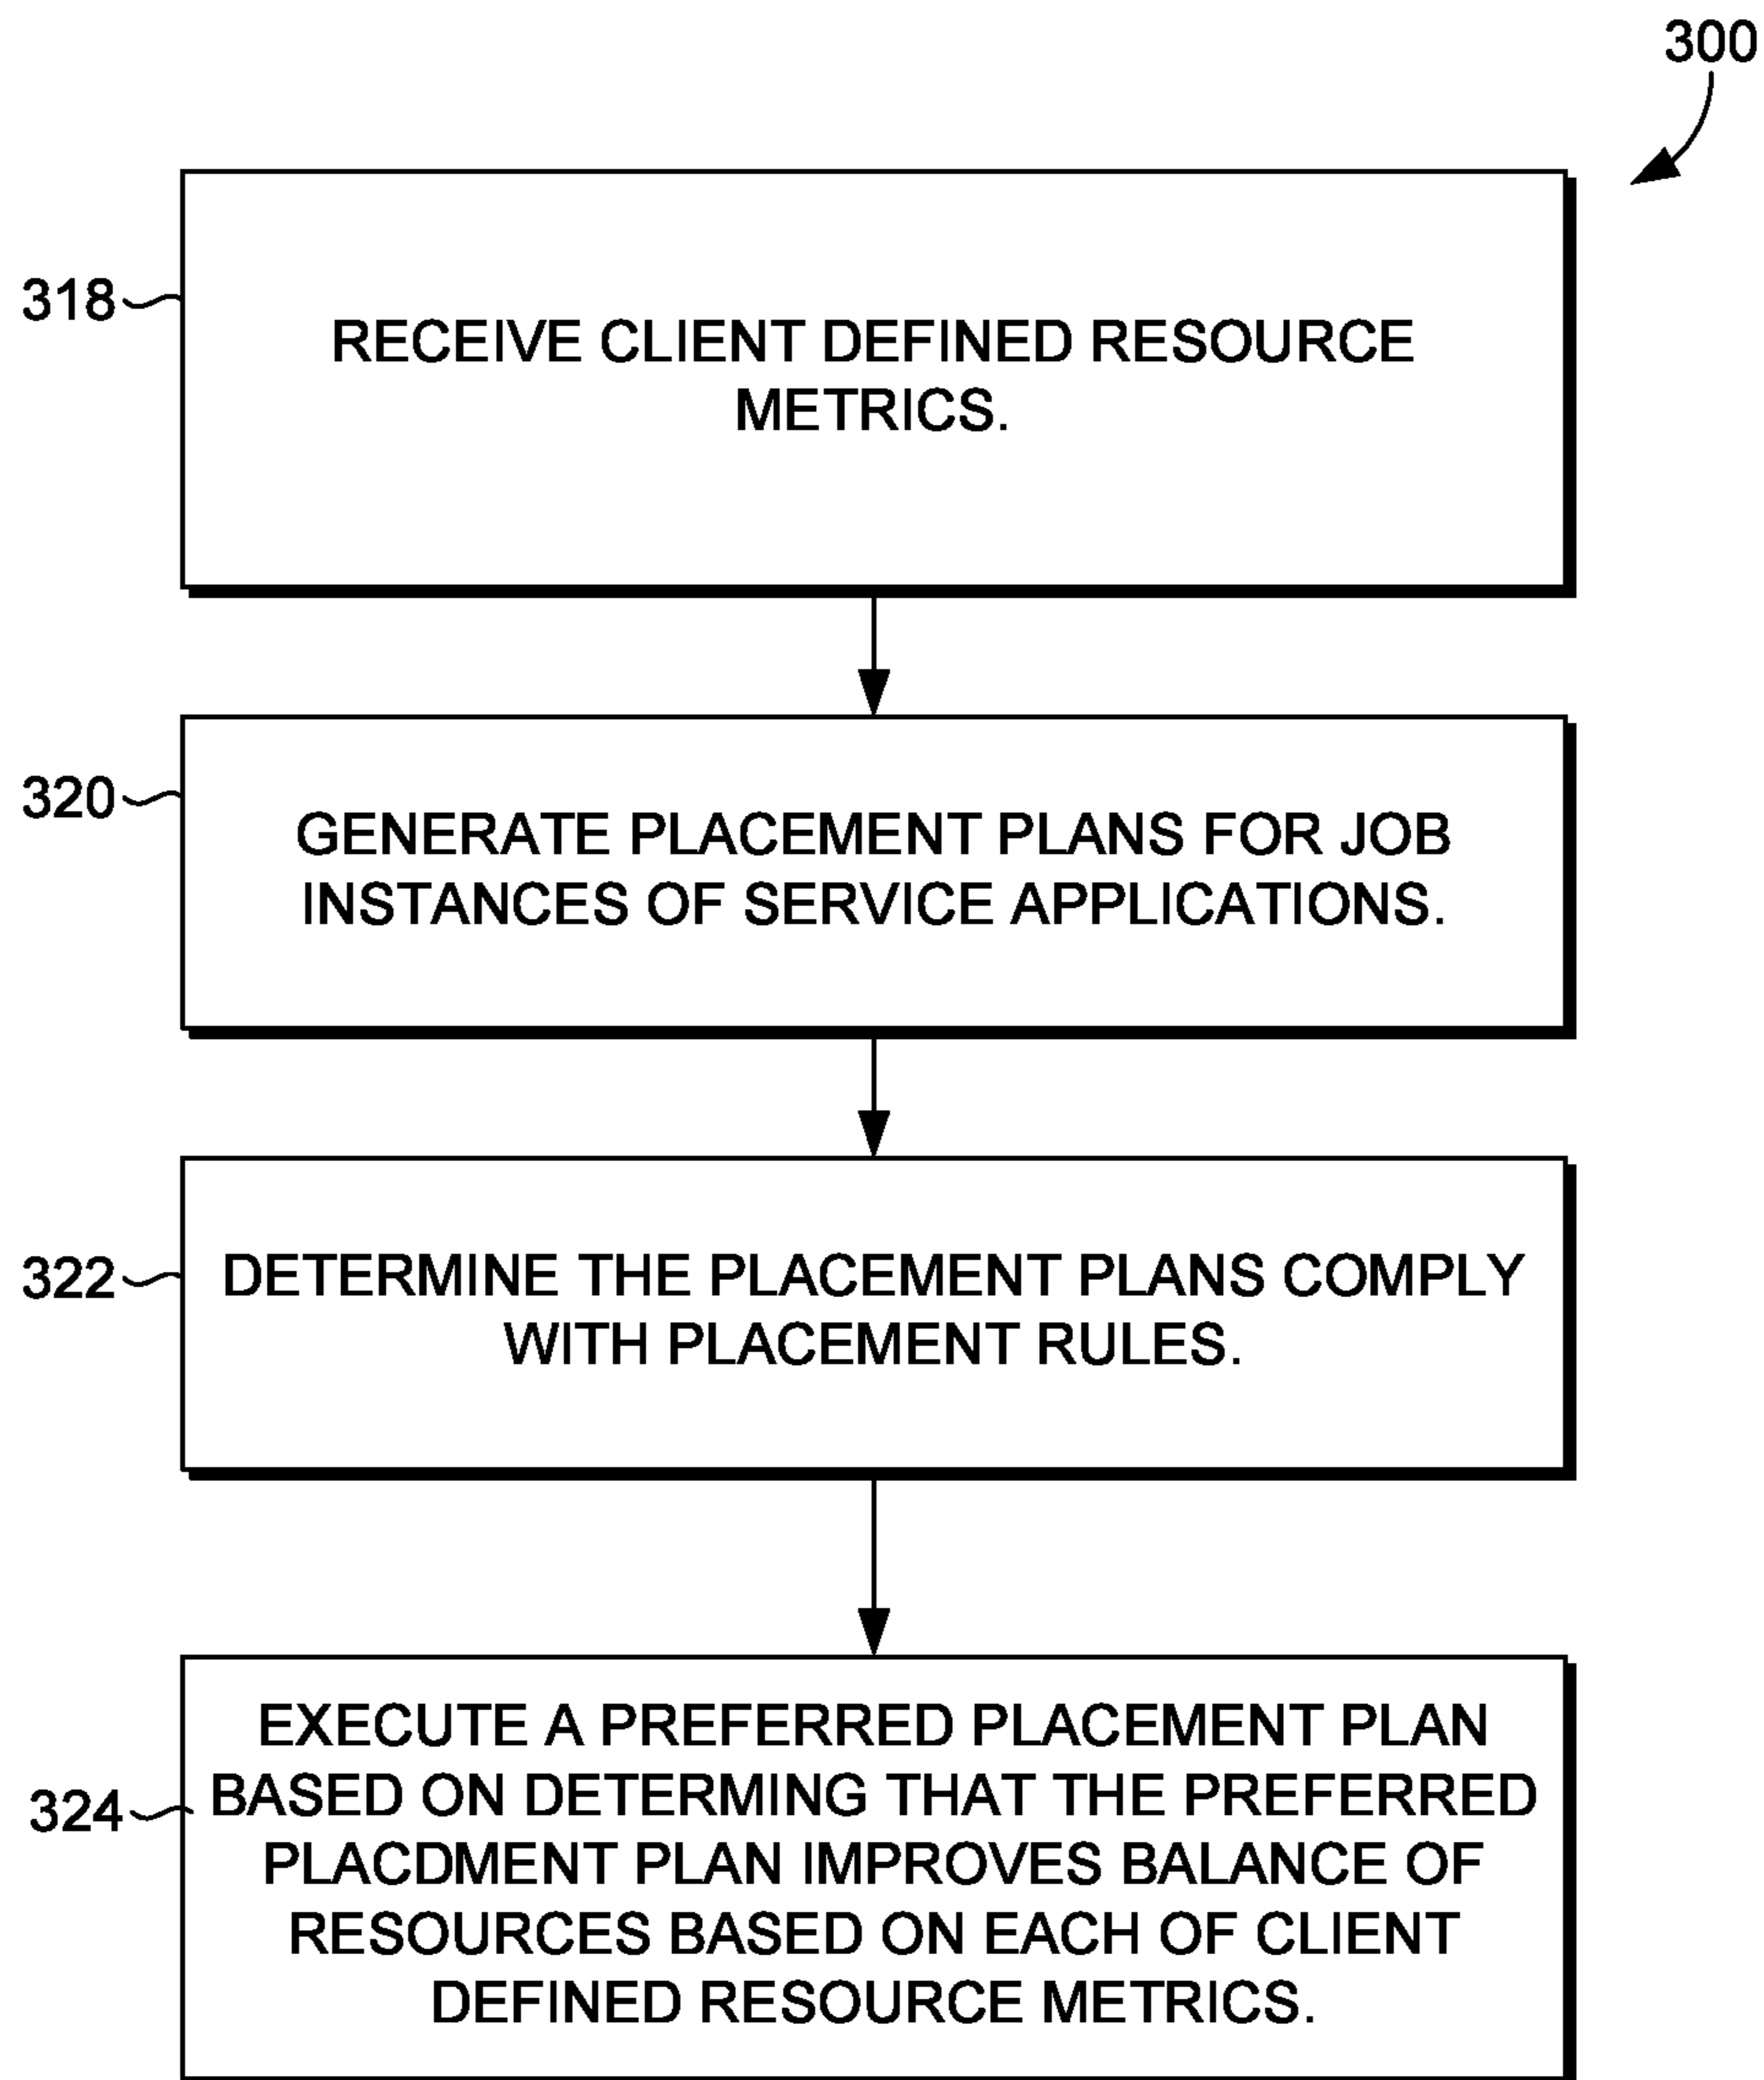 300
318
RECEIVE CLIENT DEFINED RESOURCE
METRICS.
320
GENERATE PLACEMENT PLANS FOR JOB
INSTANCES OF SERVICE APPLICATIONS.
322
DETERMINE THE PLACEMENT PLANS COMPLY
WITH PLACEMENT RULES.
324
EXECUTE A PREFERRED PLACEMENT PLAN
BASED ON DETERMING THAT THE PREFERRED
PLACDMENT PLAN IMPROVES BALANCE OF
RESOURCES BASED ON EACH OF CLIENT
DEFINED RESOURCE METRICS.